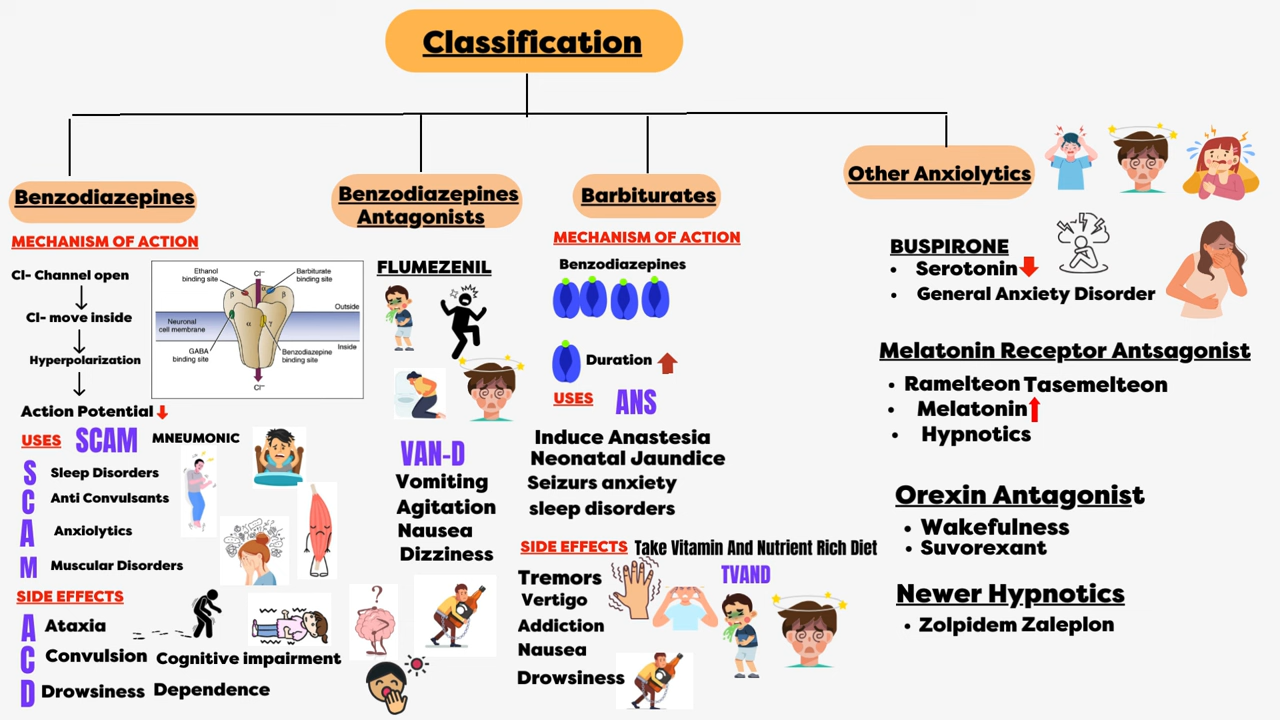 Classification
Benzodiazepines
MECHANISM OF ACTION
Cl- Channel open
Cl- move inside
Hyperpolarization
Action Potential
Ethanol
binding site
Cl⁻
Barbiturate
binding site
β
α
β
Outside
Neuronal
cell membrane
α
γ
Inside
GABA
binding site
Benzodiazepine
binding site
Cl⁻
USES SCAM MNEUMONIC
S Sleep Disorders
C Anti Convulsants
A Anxiolytics
M Muscular Disorders
SIDE EFFECTS
A Ataxia
C Convulsion Cognitive impairment
D Drowsiness Dependence
?
Benzodiazepines
Antagonists
FLUMEZENIL
VAN-D
Vomiting
Agitation
Nausea
Dizziness
Barbiturates
MECHANISM OF ACTION
Benzodiazepines
Duration
USES ANS
Induce Anastesia
Neonatal Jaundice
Seizurs anxiety
sleep disorders
SIDE EFFECTS Take Vitamin And Nutrient Rich Diet
TVAND
Tremors
Vertigo
Addiction
Nausea
Drowsiness
Other Anxiolytics
BUSPIRONE
• Serotonin
• General Anxiety Disorder
Melatonin Receptor Antsagonist
• Ramelteon Tasemelteon
• Melatonin
• Hypnotics
Orexin Antagonist
• Wakefulness
• Suvorexant
Newer Hypnotics
• Zolpidem Zaleplon